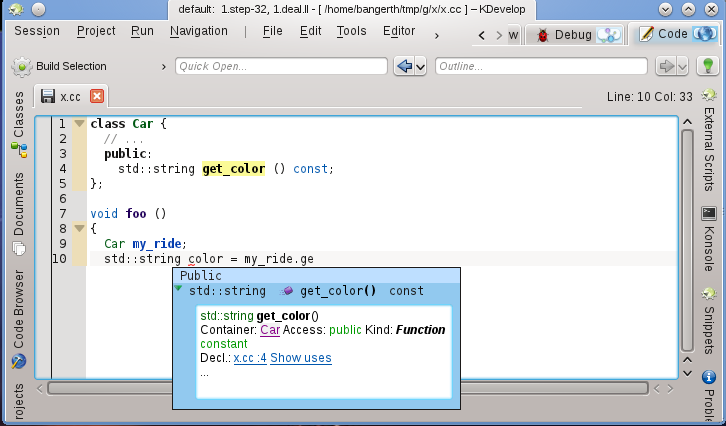 default:  1.step-32, 1.deal.II - [ /home/bangerth/tmp/g/x/x.cc ] – KDevelop
Session Project Run Navigation File Edit Tools Editor > < > w Debug Code
Build Selection > Quick Open... Outline...
x.cc Line: 10 Col: 33
Classes
Documents
Code Browser
rojects
External Scripts
Konsole
Snippets
Proble
1 class Car {
2 // ...
3 public:
4 std::string get_color () const;
5 };
6
7 void foo ()
8 {
9 Car my_ride;
10 std::string color = my_ride.ge
Public
std::string get_color() const
std::string get_color()
Container: Car Access: public Kind: Function
constant
Decl.: x.cc :4 Show uses
...